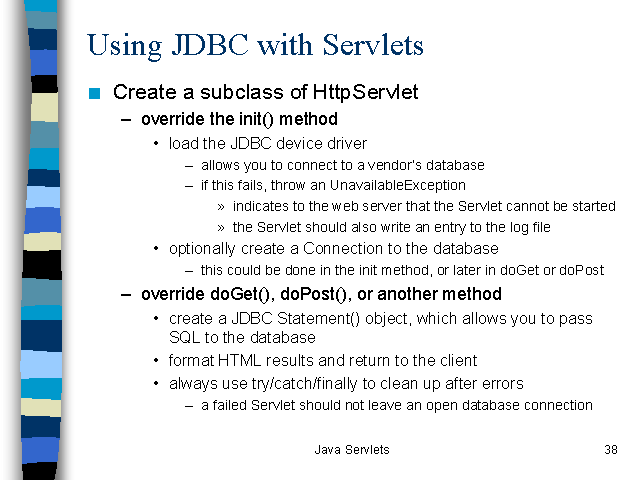 Using JDBC with Servlets
■ Create a subclass of HttpServlet
– override the init() method
• load the JDBC device driver
– allows you to connect to a vendor's database
– if this fails, throw an UnavailableException
» indicates to the web server that the Servlet cannot be started
» the Servlet should also write an entry to the log file
• optionally create a Connection to the database
– this could be done in the init method, or later in doGet or doPost
– override doGet(), doPost(), or another method
• create a JDBC Statement() object, which allows you to pass
SQL to the database
• format HTML results and return to the client
• always use try/catch/finally to clean up after errors
– a failed Servlet should not leave an open database connection
Java Servlets
38